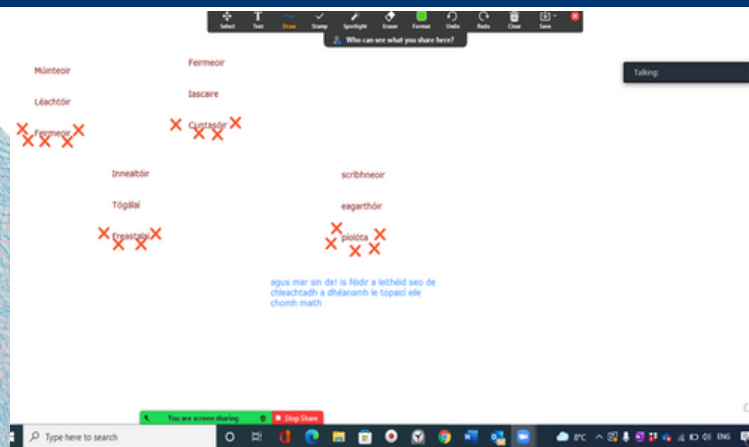 Select Text Draw Stamp Spotlight Eraser Format Undo Redo Clear Save
Who can see what you share here?
Talking:
Múinteoir
Léachtóir
Feirmeoir
Feirmeoir
Iascaire
Cuntasóir
Innealtóir
Tógálaí
Freastalaí
scríbhneoir
eagarthóir
píolóta
agus mar sin de! is féidir a leithéid seo de
chleachtadh a dhéanamh le topaicí eile
chomh maith
You are screen sharing Stop Share
Type here to search
8°C ENG